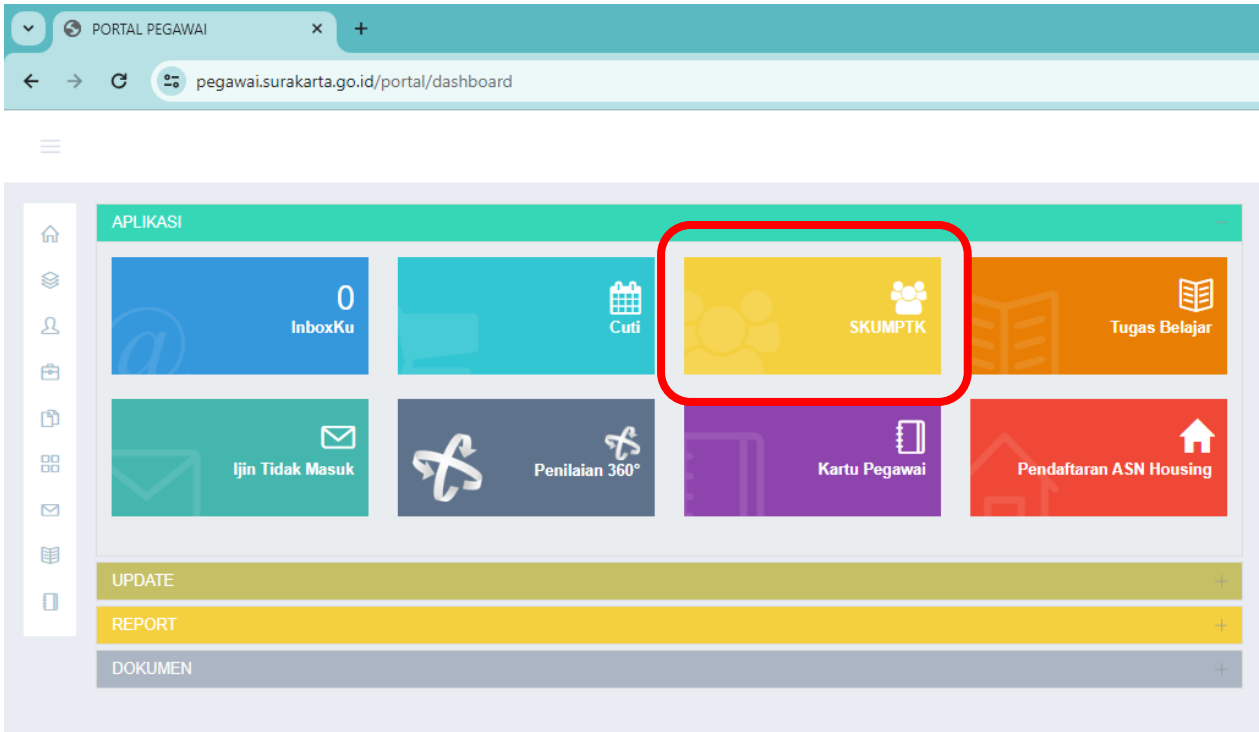 PORTAL PEGAWAI
pegawai.surakarta.go.id/portal/dashboard
APLIKASI
0
InboxKu
Cuti
SKUMPTK
Tugas Belajar
Ijin Tidak Masuk
Penilaian 360°
Kartu Pegawai
Pendaftaran ASN Housing
UPDATE
REPORT
DOKUMEN